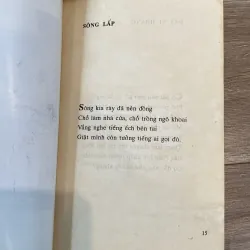 SÔNG LẤP
Sông kia rày đã nên đồng
Chỗ làm nhà cửa, chỗ trồng ngô khoai
Vẳng nghe tiếng ếch bên tai
Giật mình còn tưởng tiếng ai gọi đò.
15